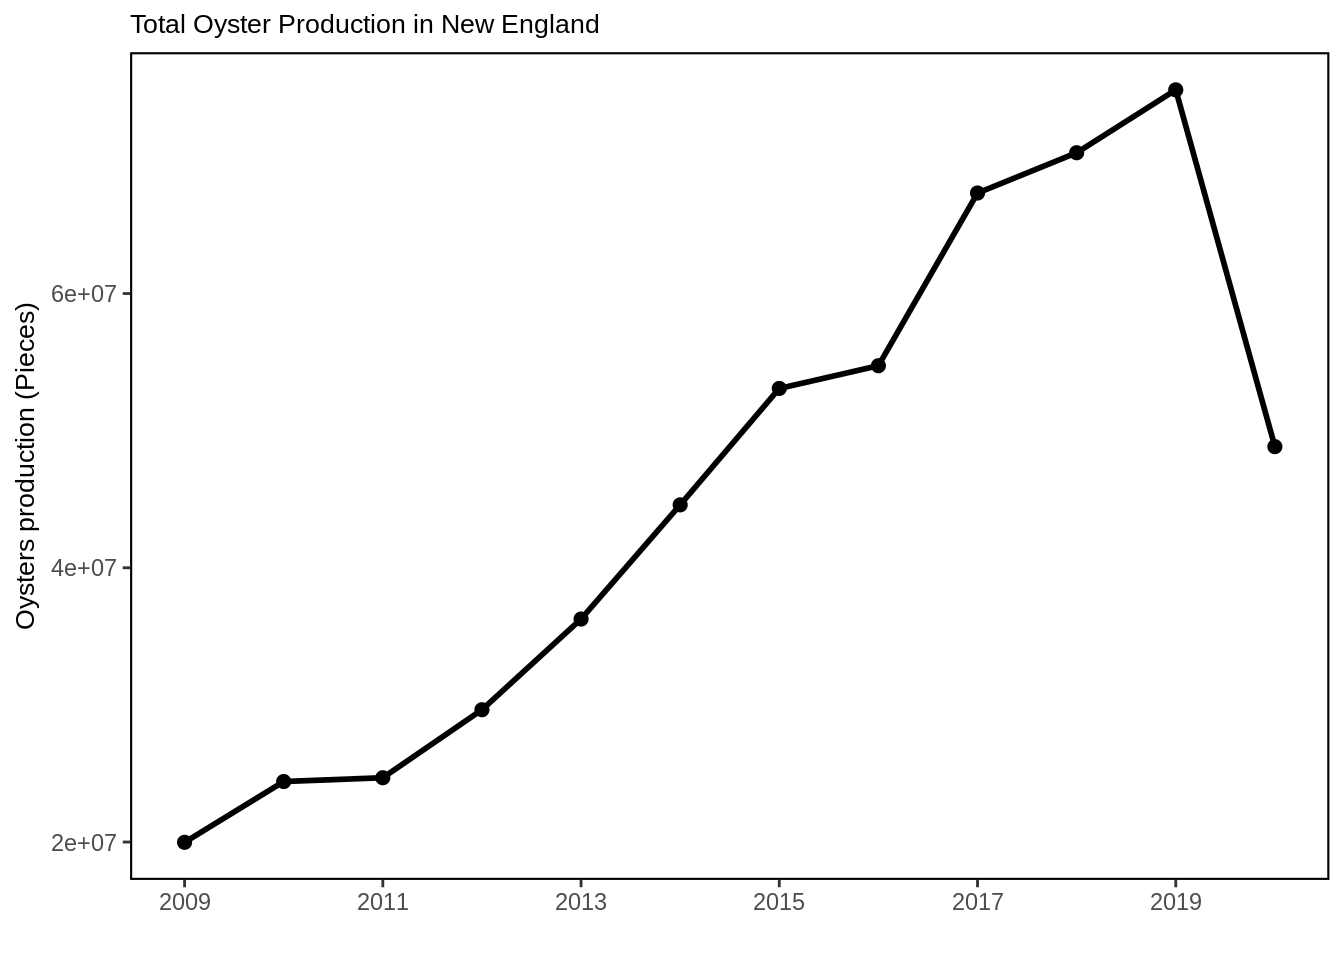 Total Oyster Production in New England
Oysters production (Pieces)
6e+07
4e+07
2e+07
2009 2011 2013 2015 2017 2019